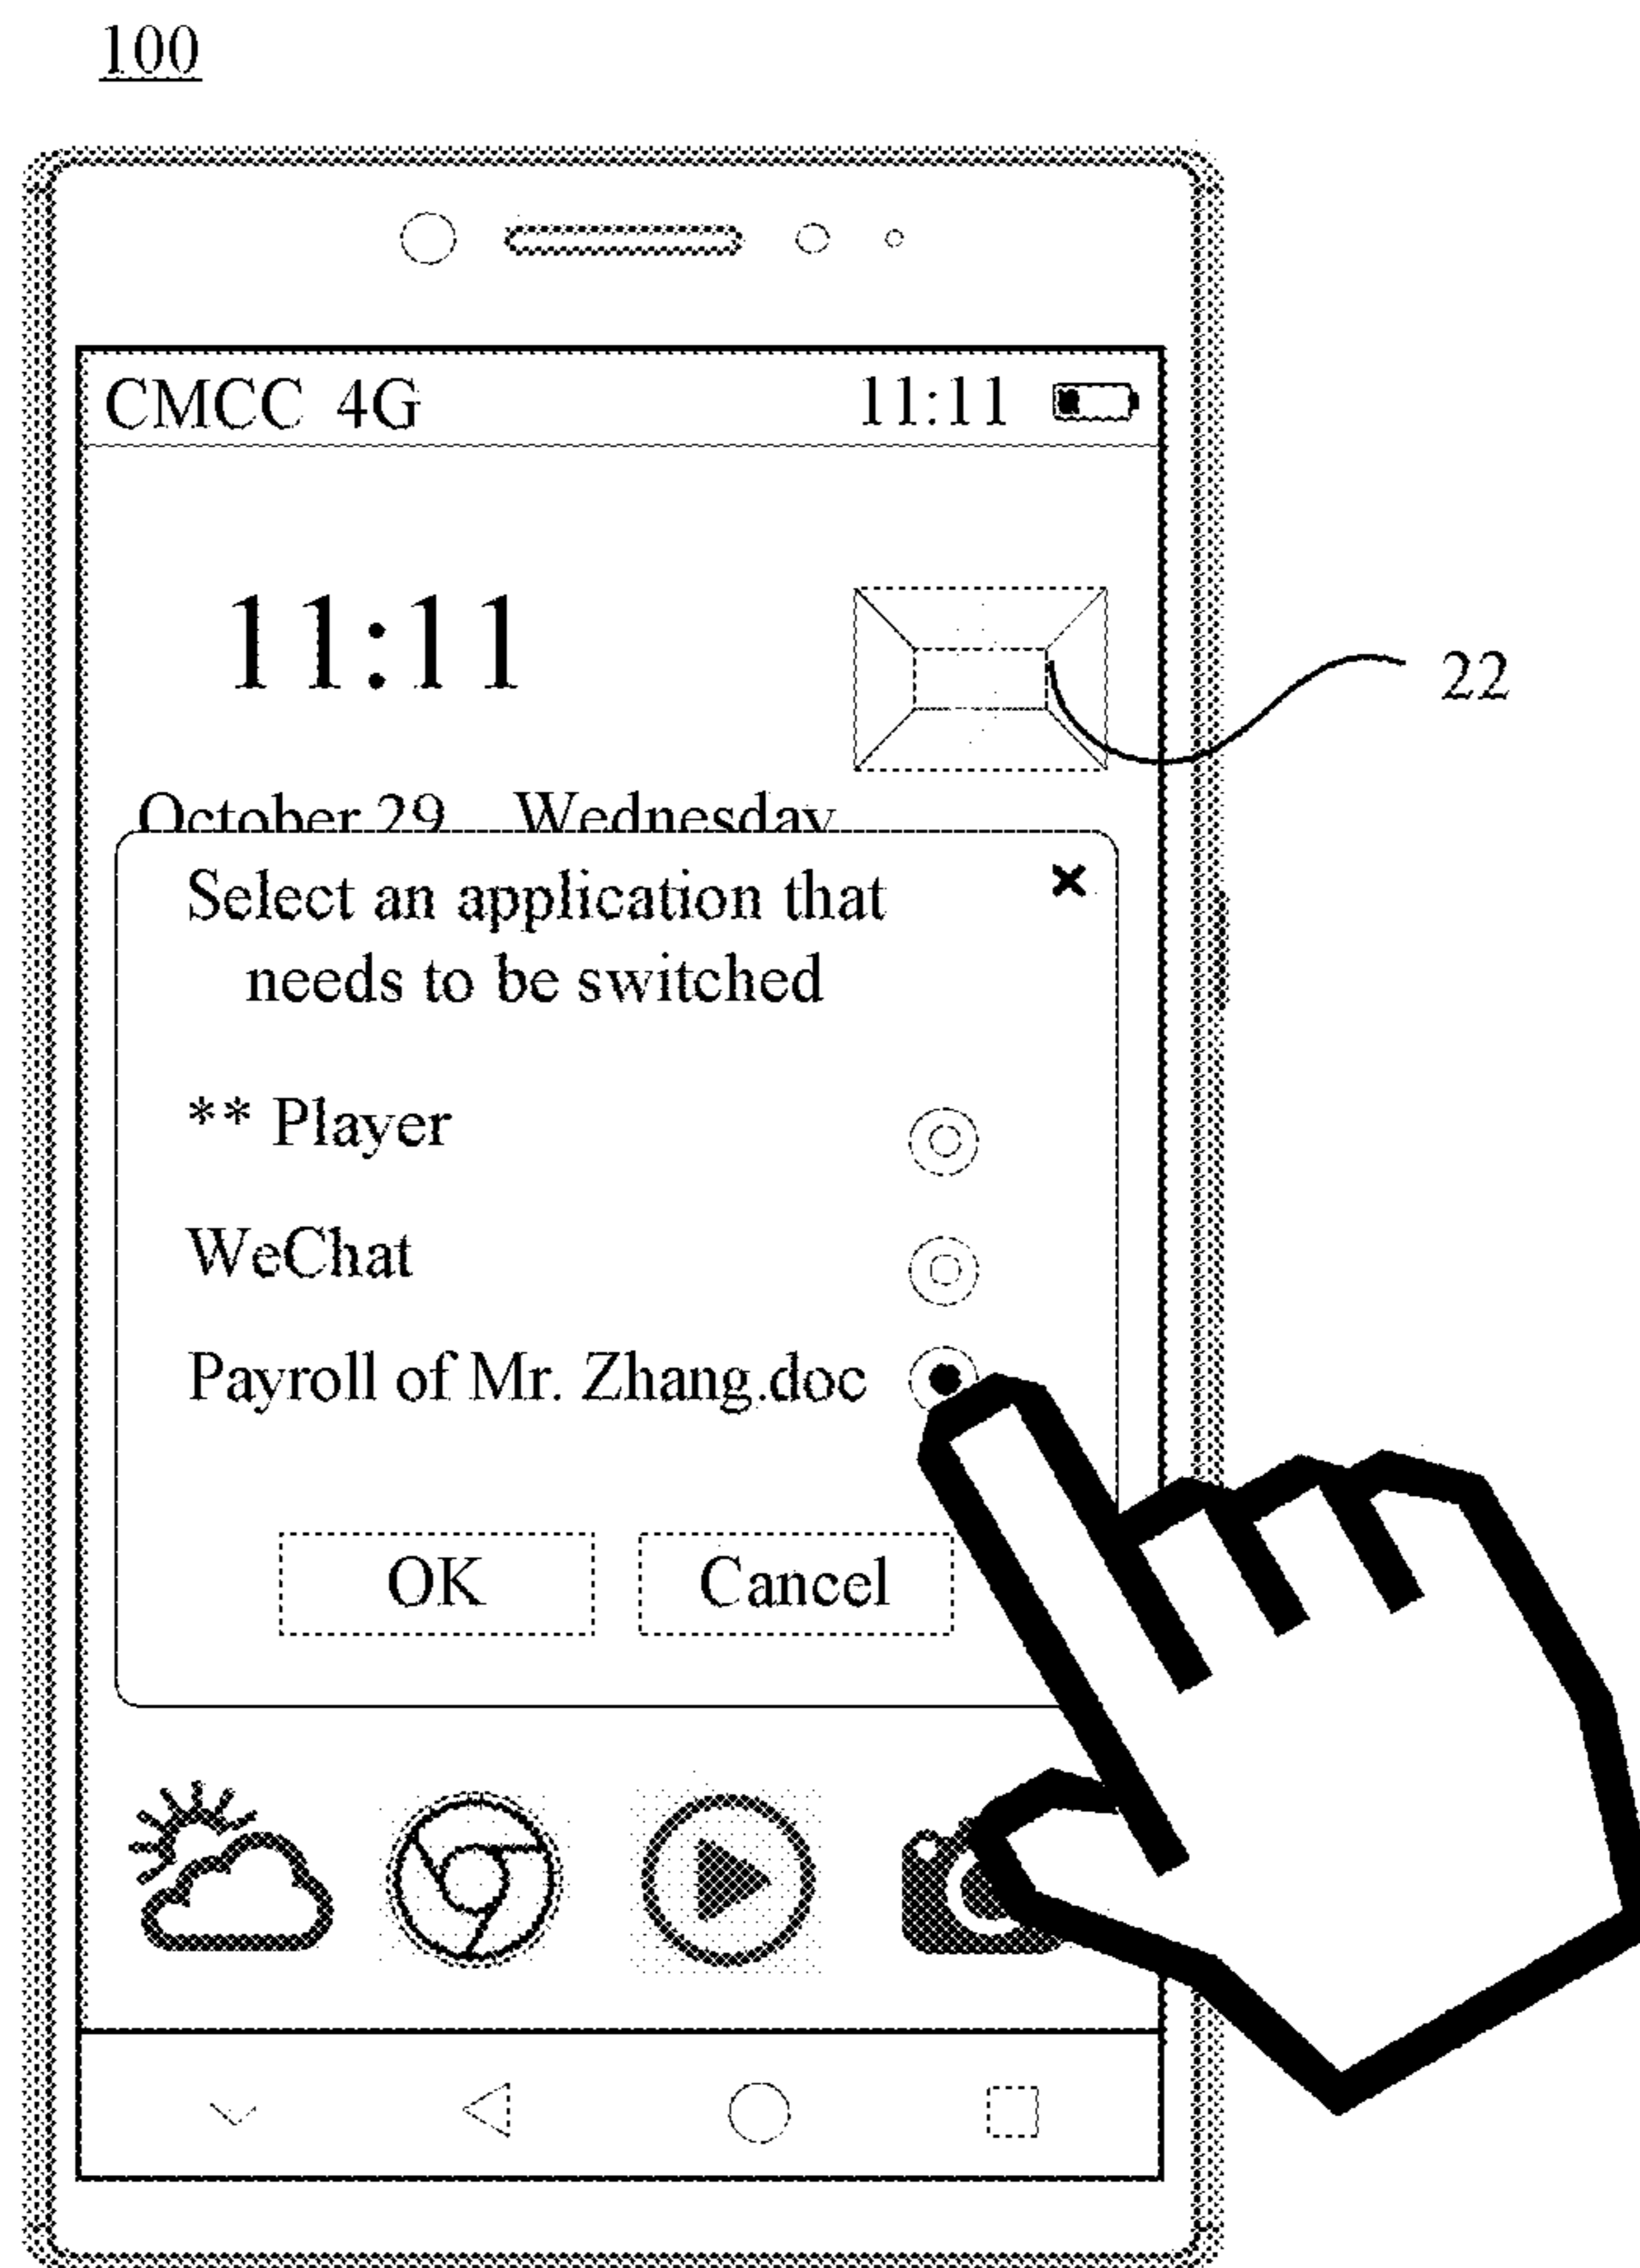 100
CMCC 4G 11:11
11:11
22
October 29 Wednesday
Select an application that
needs to be switched
** Player
WeChat
Payroll of Mr. Zhang.doc
OK Cancel